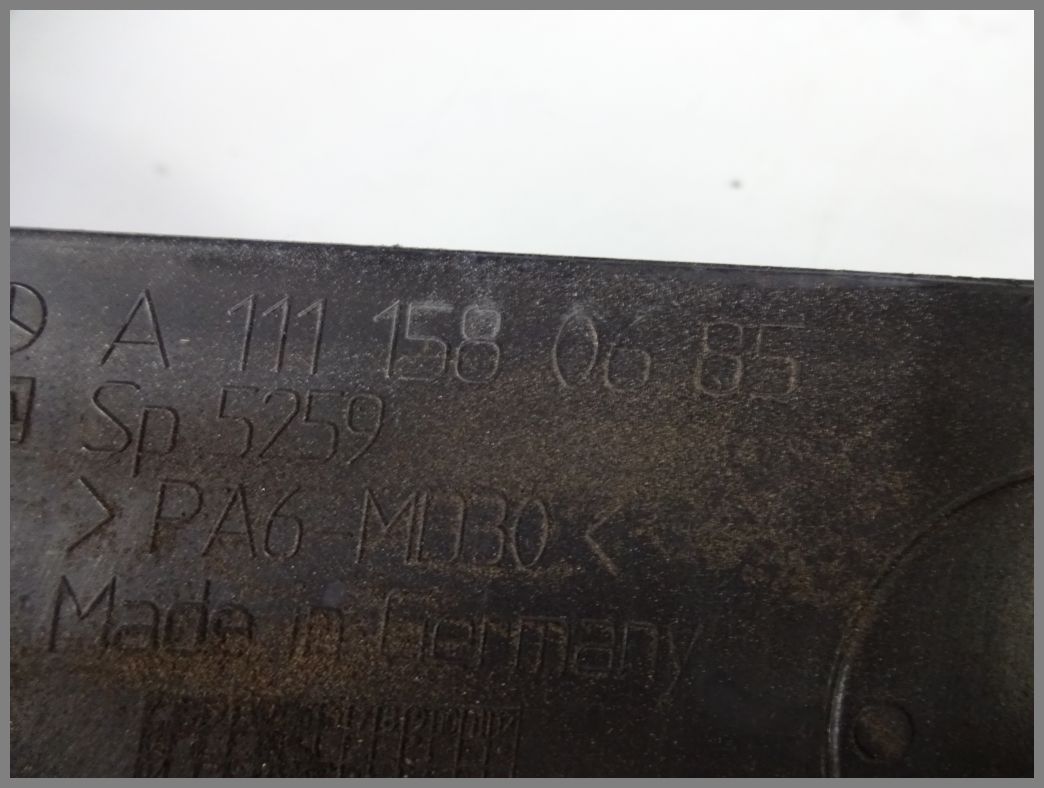 A 111 158 06 85
Sp 5259
>PA6-MD30<
Made in Germany